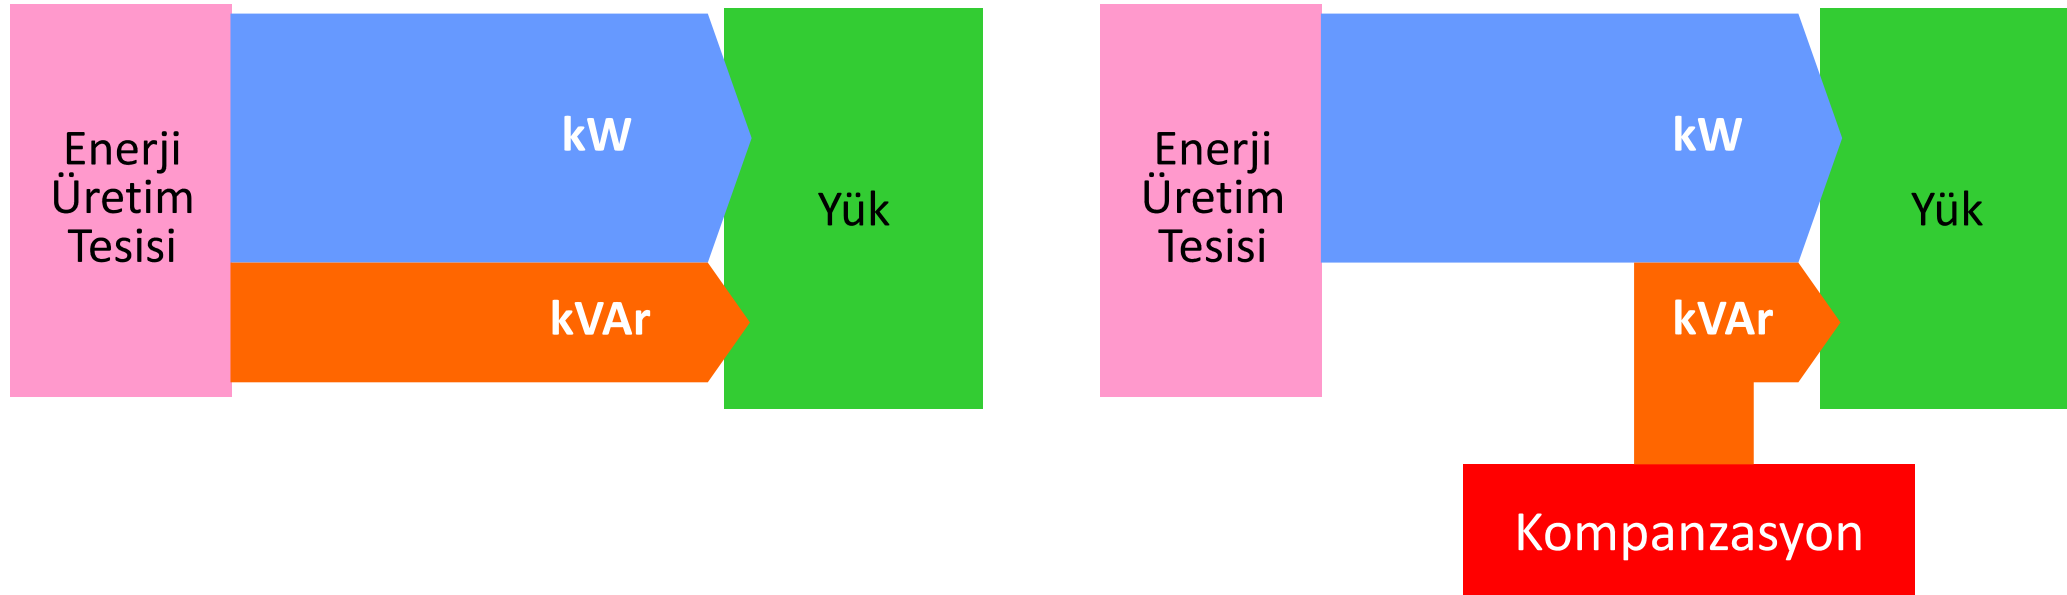 Enerji
Üretim
Tesisi
kW
kVAr
Yük
Enerji
Üretim
Tesisi
kW
kVAr
Yük
Kompanzasyon